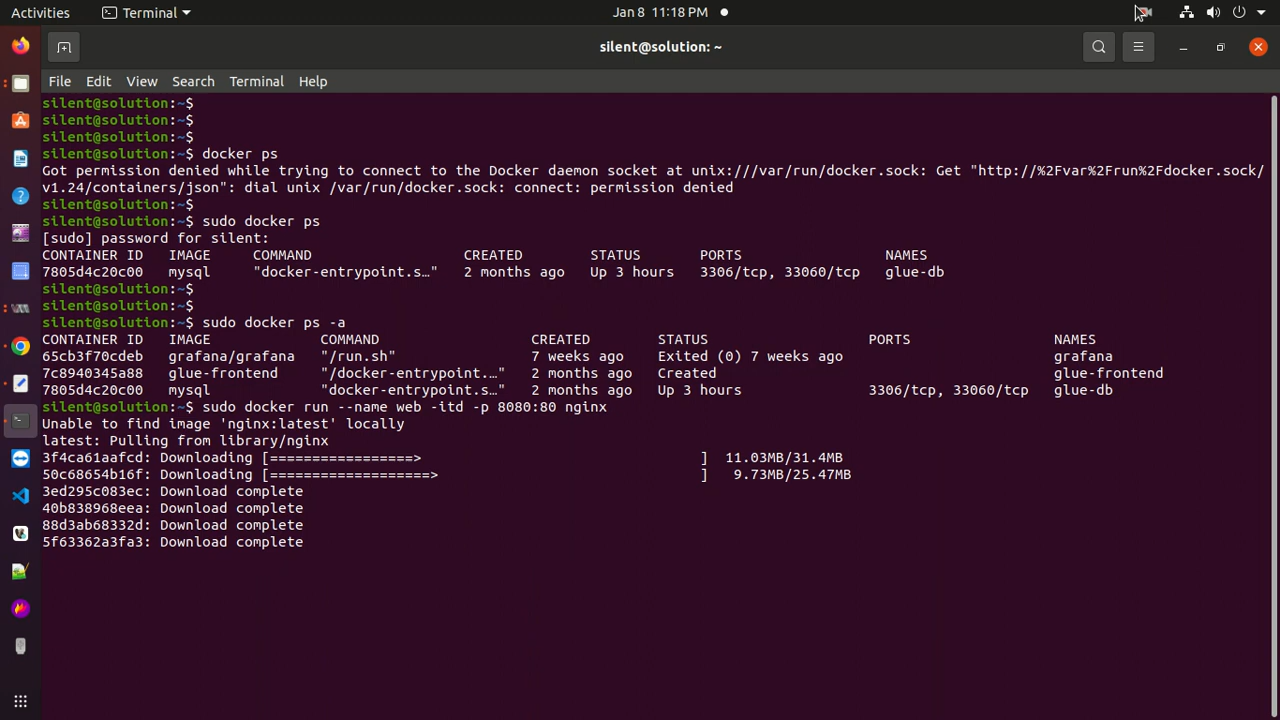 Activities Terminal Jan 8 11:18 PM
silent@solution: ~
File Edit View Search Terminal Help
silent@solution:~$
silent@solution:~$
silent@solution:~$
silent@solution:~$ docker ps
Got permission denied while trying to connect to the Docker daemon socket at unix:///var/run/docker.sock: Get "http://%2Fvar%2Frun%2Fdocker.sock/
v1.24/containers/json": dial unix /var/run/docker.sock: connect: permission denied
silent@solution:~$
silent@solution:~$ sudo docker ps
[sudo] password for silent:
CONTAINER ID   IMAGE     COMMAND                  CREATED        STATUS       PORTS                 NAMES
7805d4c20c00   mysql     "docker-entrypoint.s…"   2 months ago   Up 3 hours   3306/tcp, 33060/tcp   glue-db
silent@solution:~$
silent@solution:~$
silent@solution:~$ sudo docker ps -a
CONTAINER ID   IMAGE             COMMAND                  CREATED        STATUS                   PORTS                 NAMES
65cb3f70cdeb   grafana/grafana   "/run.sh"                7 weeks ago    Exited (0) 7 weeks ago                         grafana
7c8940345a88   glue-frontend     "/docker-entrypoint.…"   2 months ago   Created                                        glue-frontend
7805d4c20c00   mysql             "docker-entrypoint.s…"   2 months ago   Up 3 hours               3306/tcp, 33060/tcp   glue-db
silent@solution:~$ sudo docker run --name web -itd -p 8080:80 nginx
Unable to find image 'nginx:latest' locally
latest: Pulling from library/nginx
3f4ca61aafcd: Downloading [=================>                                 ]  11.03MB/31.4MB
50c68654b16f: Downloading [===================>                               ]   9.73MB/25.47MB
3ed295c083ec: Download complete
40b838968eea: Download complete
88d3ab68332d: Download complete
5f63362a3fa3: Download complete